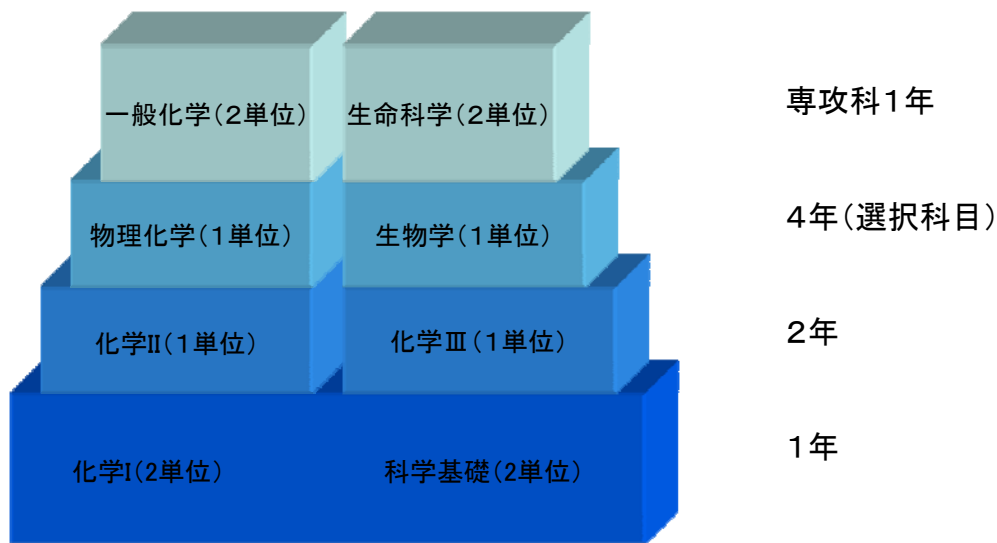 一般化学(2単位)
生命科学(2単位)
専攻科1年
物理化学(1単位)
生物学(1単位)
4年(選択科目)
化学II(1単位)
化学Ⅲ(1単位)
2年
化学I(2単位)
科学基礎(2単位)
1年